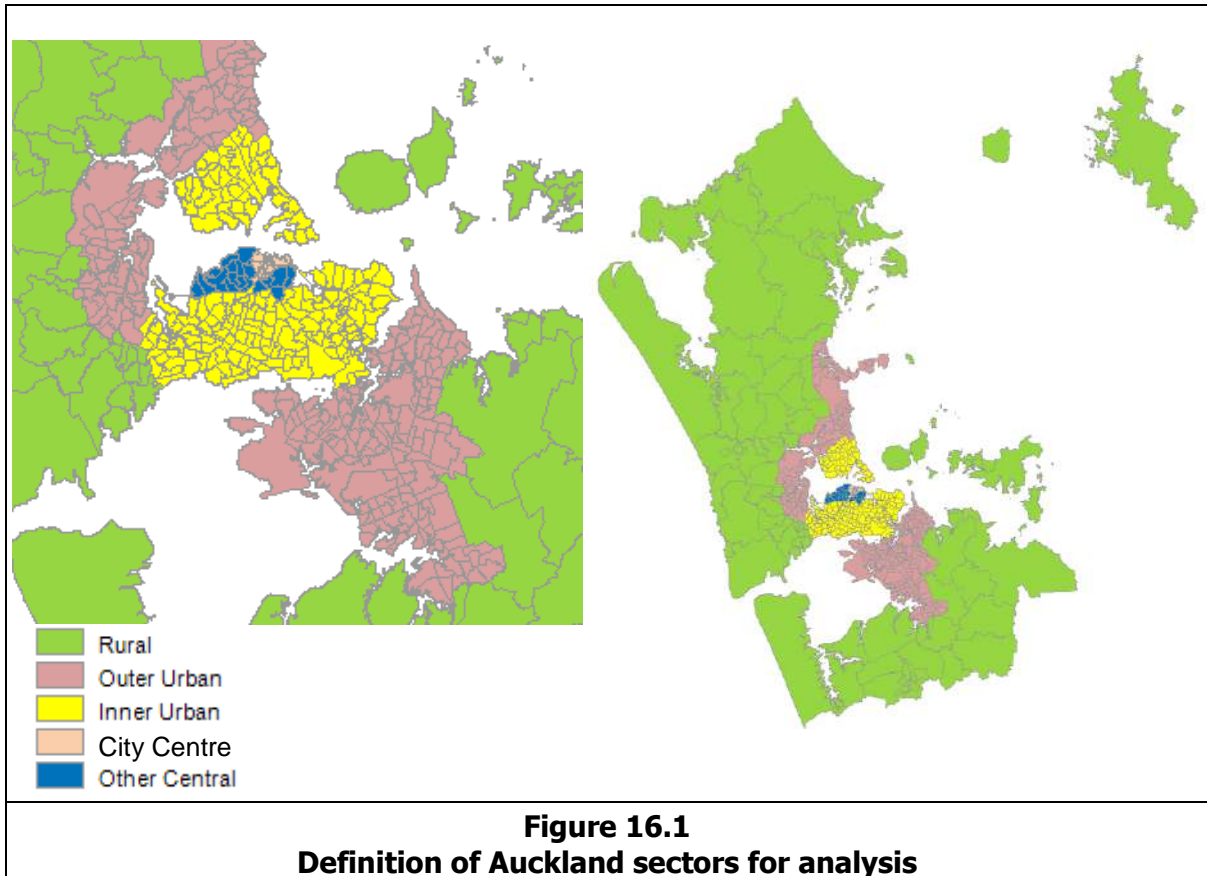 Rural
Outer Urban
Inner Urban
City Centre
Other Central
Figure 16.1
Definition of Auckland sectors for analysis